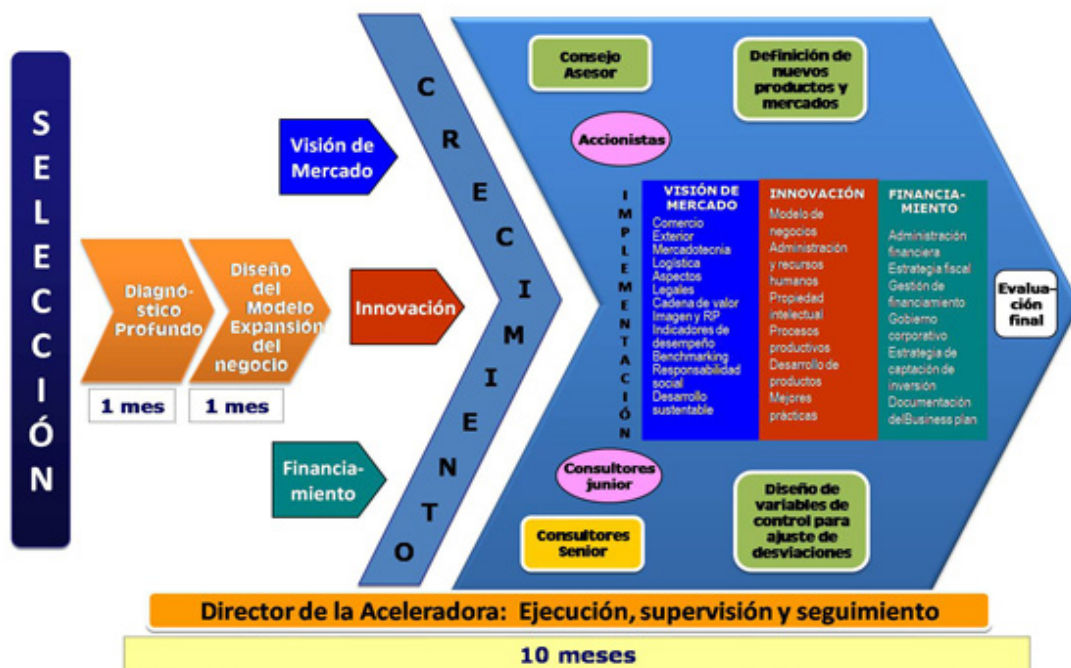 SELECCIÓN
Diagnó-
stico
Profundo
1 mes
Diseño
del
Modelo
Expansión
del
negocio
1 mes
Visión de
Mercado
Innovación
Financia-
miento
CRECIMIENTO
Consejo
Asesor
Definición de
nuevos
productos y
mercados
Accionistas
IMPLEMENTACIÓN
VISIÓN DE
MERCADO
Comercio
Exterior
Mercadotecnia
Logística
Aspectos
Legales
Cadena de valor
Imagen y RP
Indicadores de
desempeño
Benchmarking
Responsabilidad
social
Desarrollo
sustentable
INNOVACIÓN
Modelo de
negocios
Administración
y recursos
humanos
Propiedad
intelectual
Procesos
productivos
Desarrollo de
productos
Mejores
prácticas
FINANCIA-
MIENTO
Administración
financiera
Estrategia fiscal
Gestión de
financiamiento
Gobierno
corporativo
Estrategia de
captación de
inversión
Documentación
delBusiness plan
Evalua-
ción
final
Consultores
junior
Consultores
Senior
Diseño de
variables de
control para
ajuste de
desviaciones
Director de la Aceleradora: Ejecución, supervisión y seguimiento
10 meses